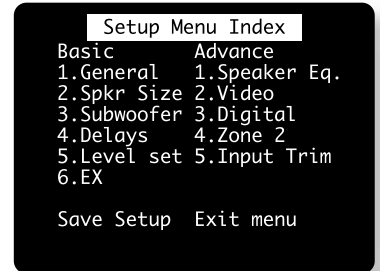 Setup Menu Index
Basic Advance
1.General 1.Speaker Eq.
2.Spkr Size 2.Video
3.Subwoofer 3.Digital
4.Delays 4.Zone 2
5.Level set 5.Input Trim
6.EX
Save Setup Exit menu